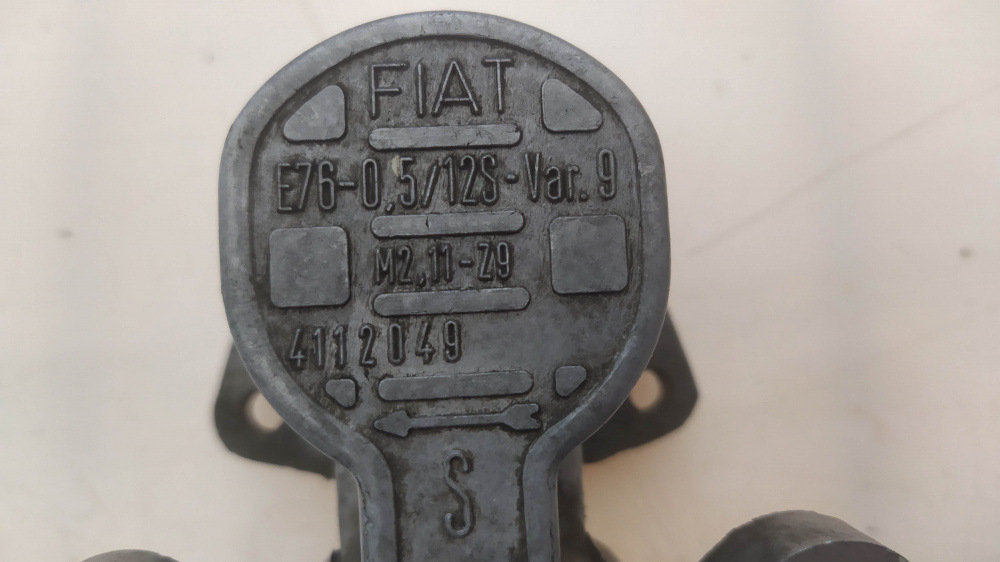 FIAT
E76-0,5/12S-Var.9
M2,11-Z9
4112049
S